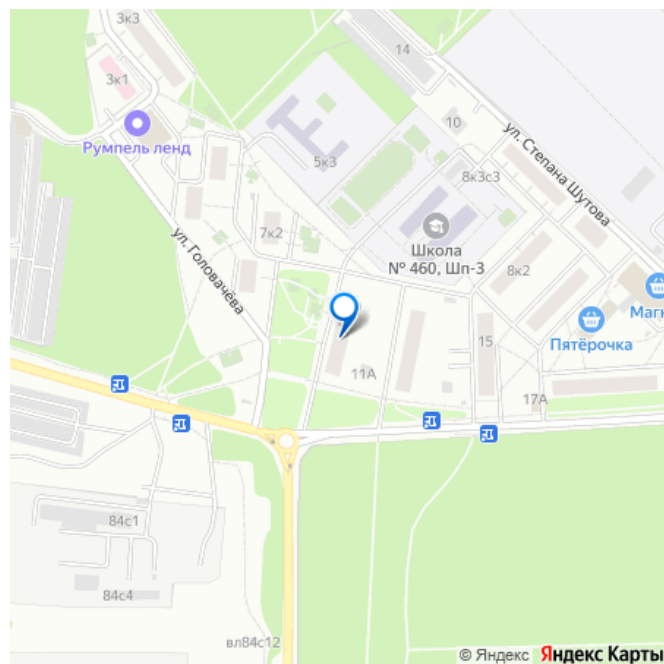 3к3
14
3к1
Румпель ленд
10
ул. Степана Шутова
5к3
8к3с3
ул. Головачёва
7к2
Школа
№ 460, Шп-3
8к2
Магн
Пятёрочка
15
11А
17А
84с1
84с4
вл84с12
© Яндекс Яндекс Карты